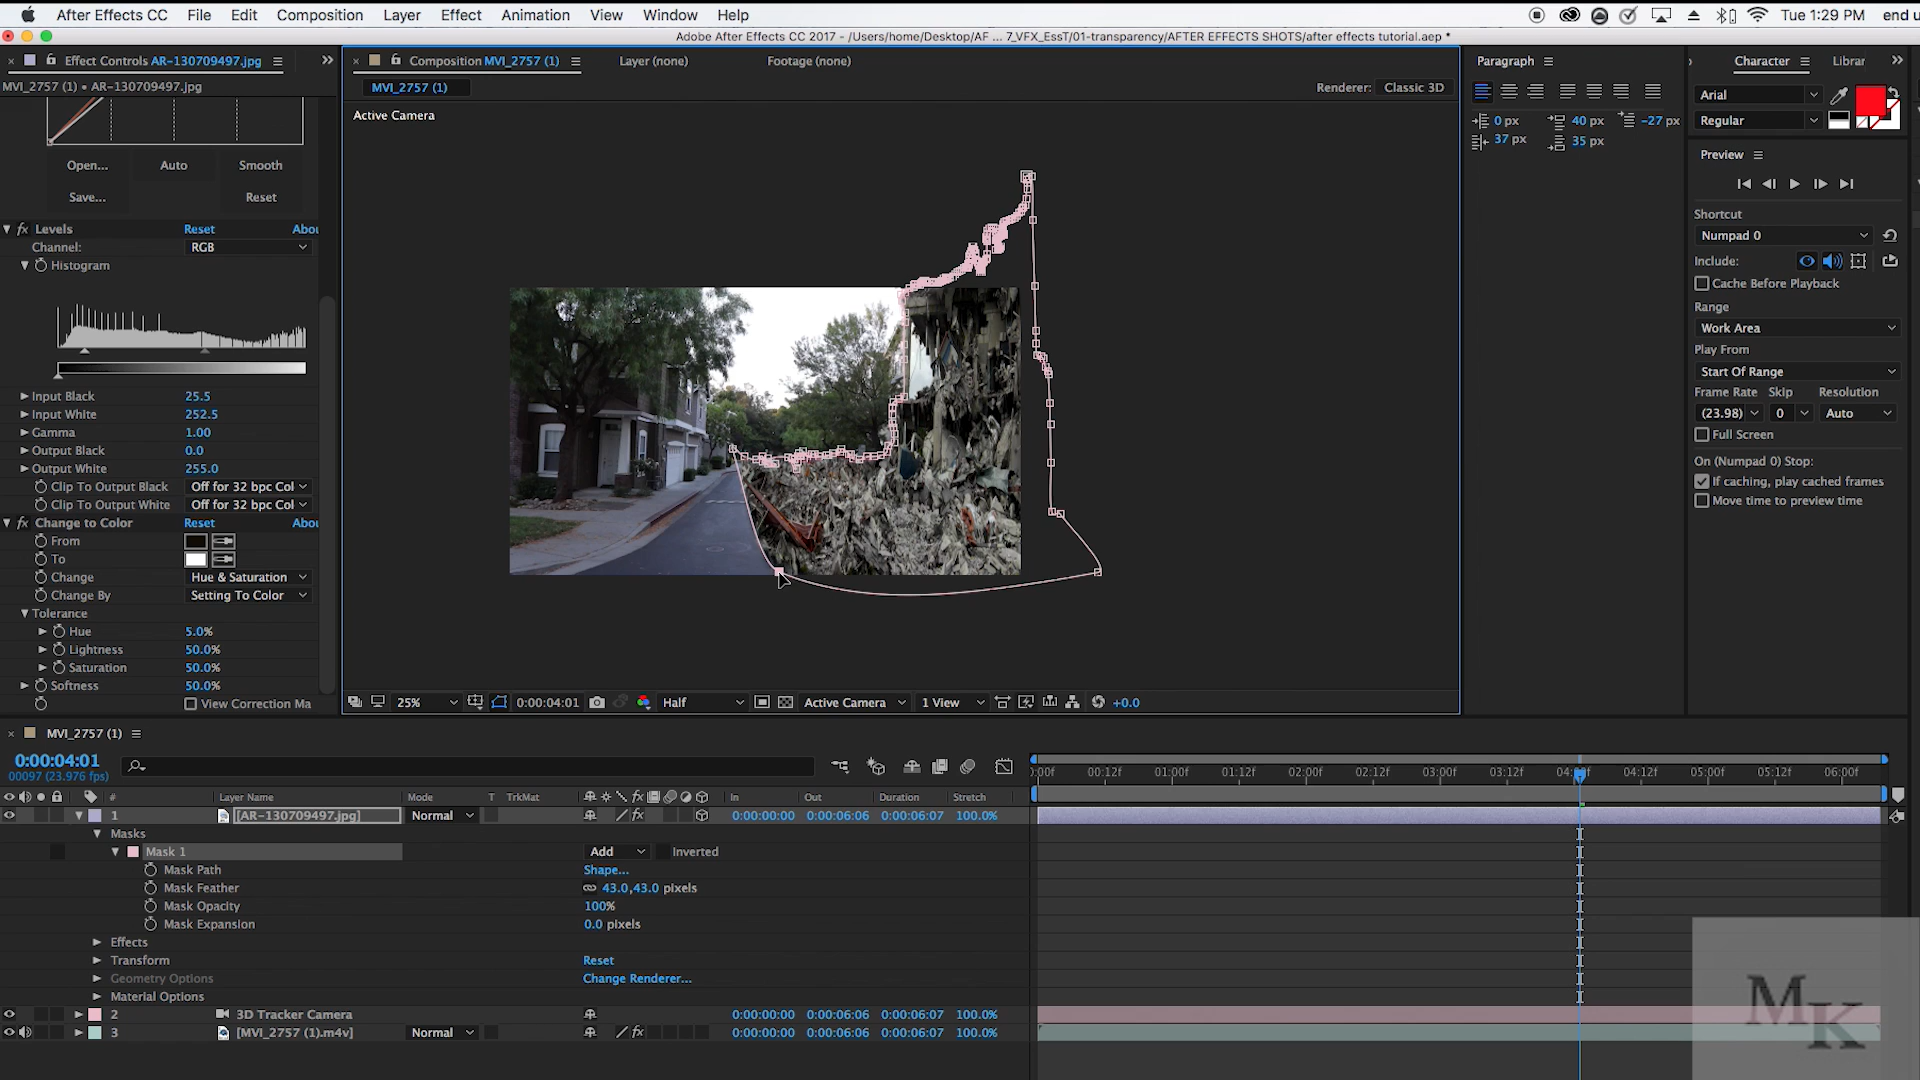 After Effects CC File Edit Composition Layer Effect Animation View Window Help Tue 1:29 PM end u
Adobe After Effects CC 2017 - /Users/home/Desktop/AF ... 7_VFX_EssT/01-transparency/AFTER EFFECTS SHOTS/after effects tutorial.aep *
Effect Controls AR-130709497.jpg
MVI_2757 (1) • AR-130709497.jpg
Open... Auto Smooth
Save... Reset
fx Levels Reset Abou
Channel: RGB
Histogram
Input Black 25.5
Input White 252.5
Gamma 1.00
Output Black 0.0
Output White 255.0
Clip To Output Black Off for 32 bpc Col
Clip To Output White Off for 32 bpc Col
fx Change to Color Reset Abou
From
To
Change Hue & Saturation
Change By Setting To Color
Tolerance
Hue 5.0%
Lightness 50.0%
Saturation 50.0%
Softness 50.0%
View Correction Ma
Composition MVI_2757 (1) Layer (none) Footage (none)
MVI_2757 (1) Renderer: Classic 3D
Active Camera
25% 0:00:04:01 Half Active Camera 1 View +0.0
Paragraph
0 px 40 px -27 px
37 px 35 px
Character Librar
Arial
Regular
Preview
Shortcut
Numpad 0
Include:
Cache Before Playback
Range
Work Area
Play From
Start Of Range
Frame Rate Skip Resolution
(23.98) 0 Auto
Full Screen
On (Numpad 0) Stop:
If caching, play cached frames
Move time to preview time
MVI_2757 (1)
0:00:04:01
00097 (23.976 fps)
:00f 00:12f 01:00f 01:12f 02:00f 02:12f 03:00f 03:12f 04:00f 04:12f 05:00f 05:12f 06:00f
# Layer Name Mode T TrkMat fx In Out Duration Stretch
1 [AR-130709497.jpg] Normal fx 0:00:00:00 0:00:06:06 0:00:06:07 100.0%
Masks
Mask 1 Add Inverted
Mask Path Shape...
Mask Feather 43.0,43.0 pixels
Mask Opacity 100%
Mask Expansion 0.0 pixels
Effects
Transform Reset
Geometry Options Change Renderer...
Material Options
2 3D Tracker Camera 0:00:00:00 0:00:06:06 0:00:06:07 100.0%
3 [MVI_2757 (1).m4v] Normal fx 0:00:00:00 0:00:06:06 0:00:06:07 100.0%
MK